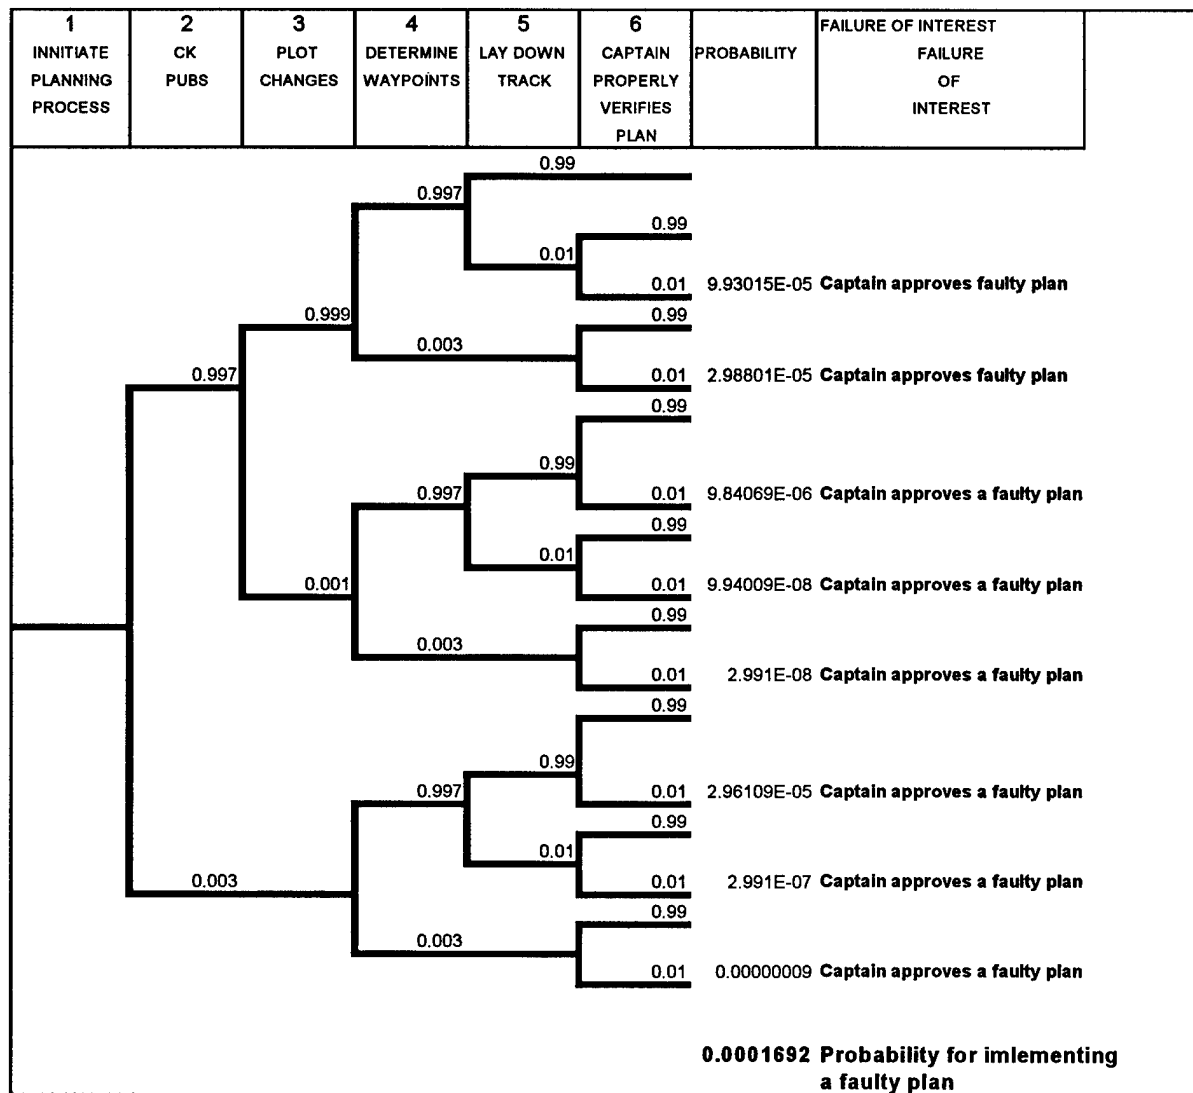 1 2 3 4 5 6 FAILURE OF INTEREST
INNITIATE CK PLOT DETERMINE LAY DOWN CAPTAIN PROBABILITY FAILURE
PLANNING PUBS CHANGES WAYPOINTS TRACK PROPERLY OF
PROCESS VERIFIES INTEREST
PLAN
0.99
0.997
0.99
0.01
0.01 9.93015E-05 Captain approves faulty plan
0.999
0.99
0.003
0.997
0.01 2.98801E-05 Captain approves faulty plan
0.99
0.99
0.997
0.01 9.84069E-06 Captain approves a faulty plan
0.99
0.01
0.001
0.01 9.94009E-08 Captain approves a faulty plan
0.99
0.003
0.01 2.991E-08 Captain approves a faulty plan
0.99
0.99
0.997
0.01 2.96109E-05 Captain approves a faulty plan
0.99
0.01
0.003
0.01 2.991E-07 Captain approves a faulty plan
0.99
0.003
0.01 0.00000009 Captain approves a faulty plan
0.0001692 Probability for imlementing
a faulty plan